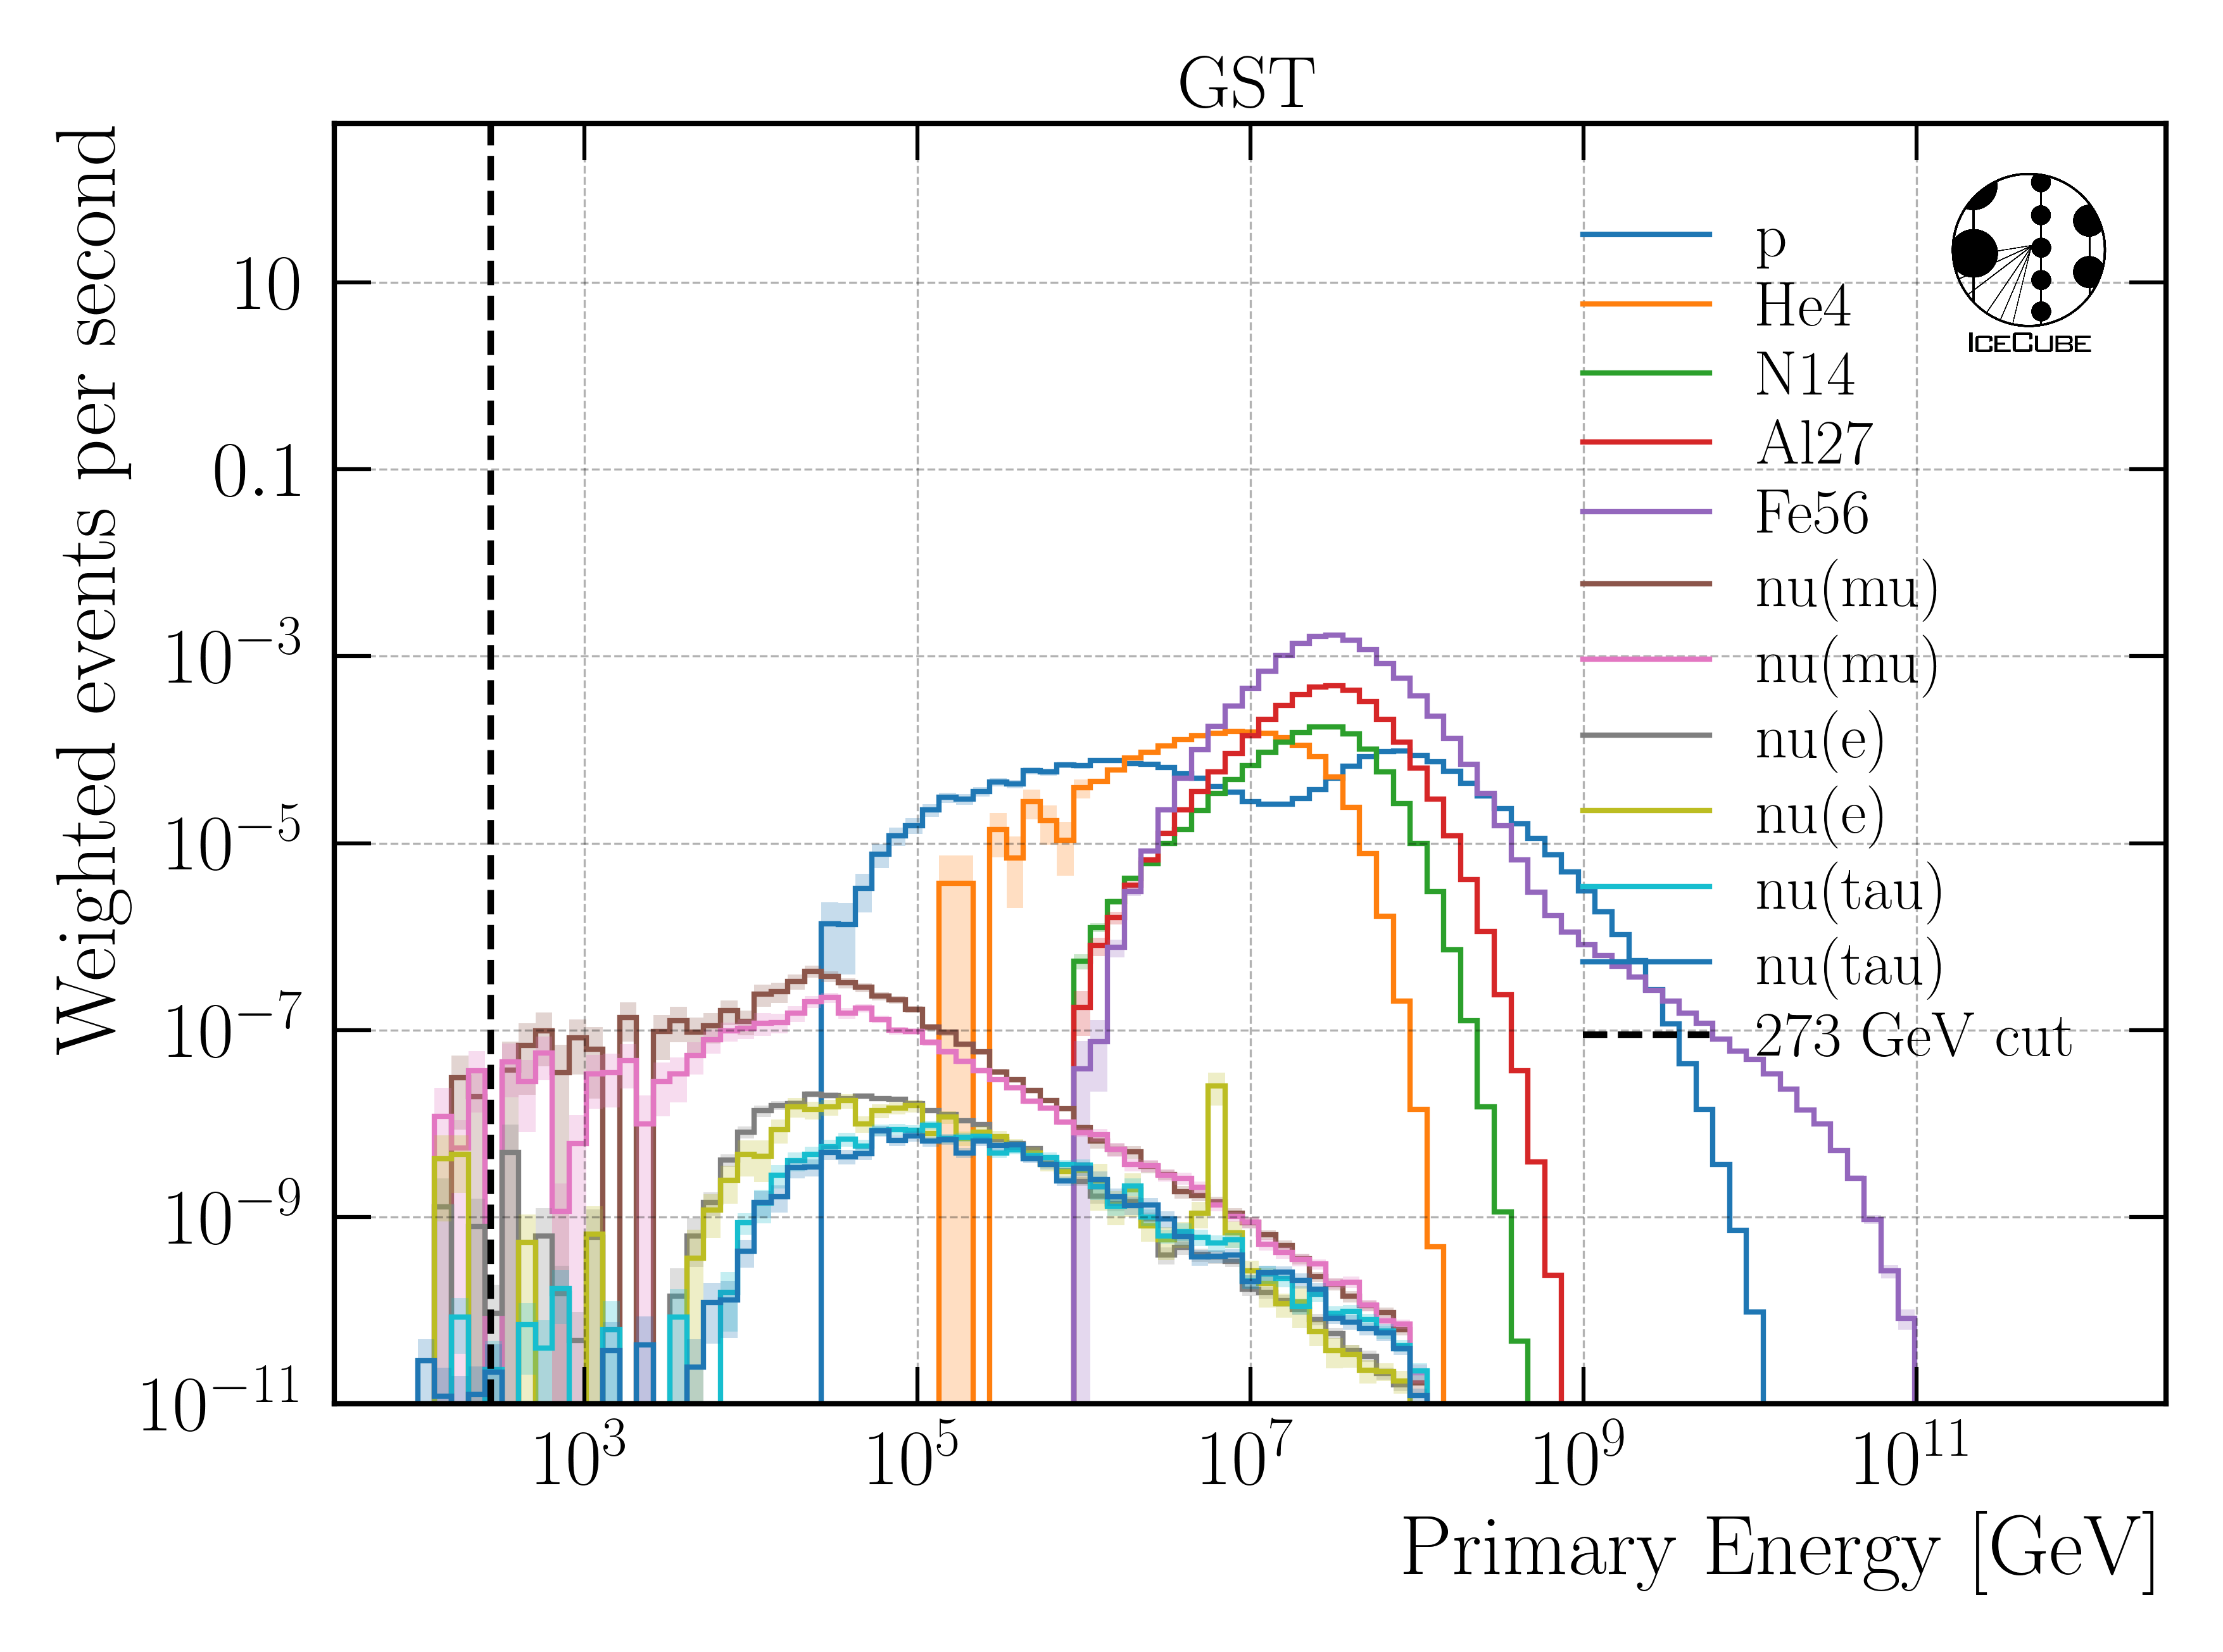 GST
Weighted events per second
10
0.1
10⁻³
10⁻⁵
10⁻⁷
10⁻⁹
10⁻¹¹
p
He4
N14
Al27
Fe56
nu(mu)
nu(mu)
nu(e)
nu(e)
nu(tau)
nu(tau)
273 GeV cut
ICECUBE
10³ 10⁵ 10⁷ 10⁹ 10¹¹
Primary Energy [GeV]